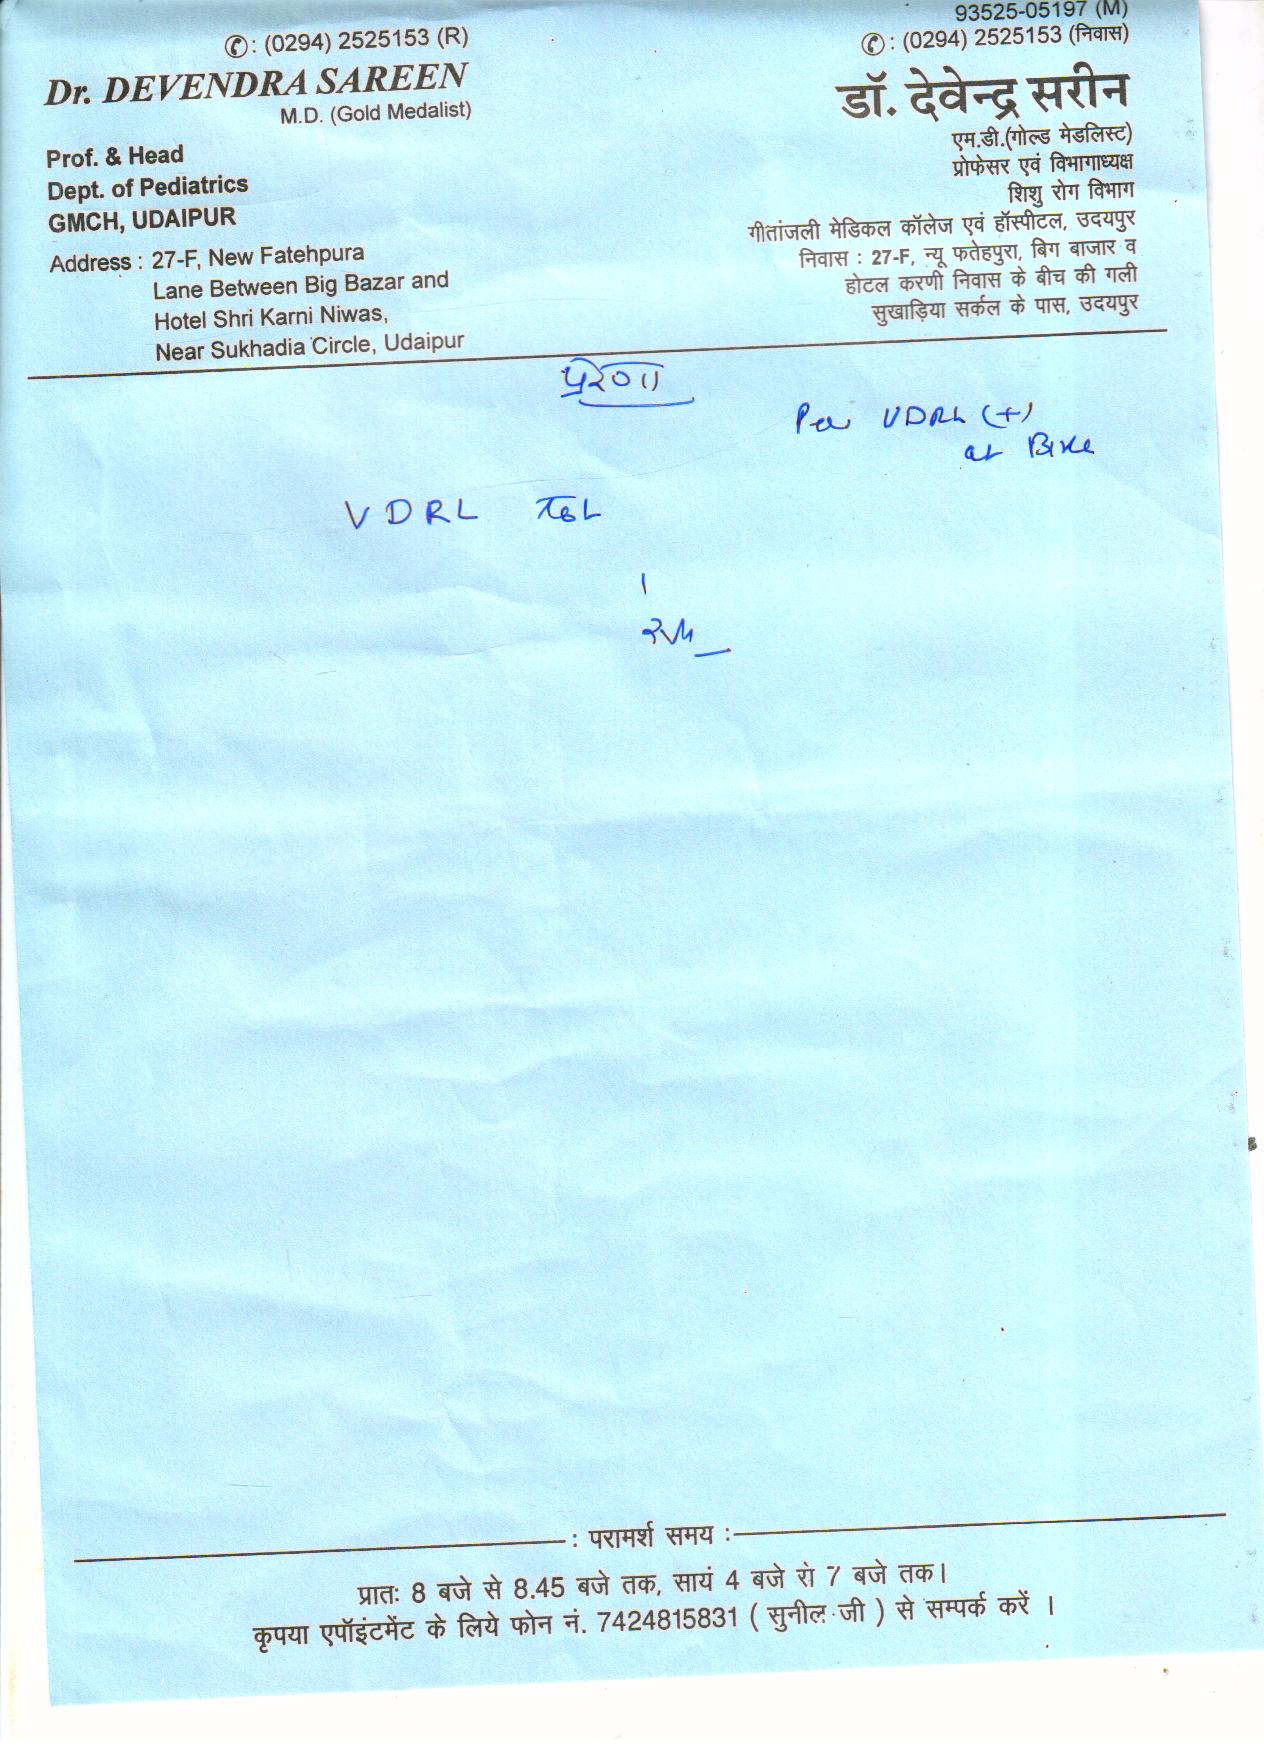 ✆: (0294) 2525153 (R)
Dr. DEVENDRA SAREEN
M.D. (Gold Medalist)
Prof. & Head
Dept. of Pediatrics
GMCH, UDAIPUR
Address : 27-F, New Fatehpura
Lane Between Big Bazar and
Hotel Shri Karni Niwas,
Near Sukhadia Circle, Udaipur
93525-05197 (M)
✆: (0294) 2525153 (निवास)
डॉ. देवेन्द्र सरीन
एम.डी.(गोल्ड मेडलिस्ट)
प्रोफेसर एवं विभागाध्यक्ष
शिशु रोग विभाग
गीतांजली मेडिकल कॉलेज एवं हॉस्पीटल, उदयपुर
निवास : 27-F, न्यू फतेहपुरा, बिग बाजार व
होटल करणी निवास के बीच की गली
सुखाड़िया सर्कल के पास, उदयपुर
प्रेरणा
VDRL (+)
at
VDRL
: परामर्श समय :
प्रातः 8 बजे से 8.45 बजे तक, सायं 4 बजे से 7 बजे तक।
कृपया एपॉइंटमेंट के लिये फोन नं. 7424815831 ( सुनील जी ) से सम्पर्क करें ।